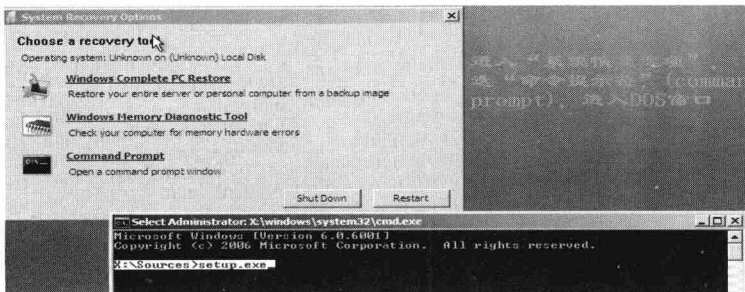 System Recovery Options
Choose a recovery tool
Operating system: Unknown on (Unknown) Local Disk
Windows Complete PC Restore
Restore your entire server or personal computer from a backup image
Windows Memory Diagnostic Tool
Check your computer for memory hardware errors
Command Prompt
Open a command prompt window
Shut Down
Restart
进入“系统恢复选项”，
选“命令提示符”(comman
prompt)，进入DOS窗口
Select Administrator: X:\windows\system32\cmd.exe
Microsoft Windows [Version 6.0.6001]
Copyright (c) 2006 Microsoft Corporation.  All rights reserved.
X:\Sources>setup.exe_